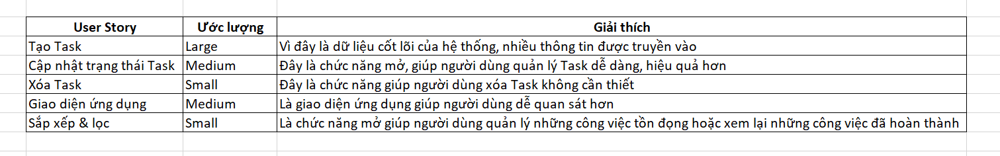 User Story Ước lượng Giải thích
Tạo Task Large Vì đây là dữ liệu cốt lõi của hệ thống, nhiều thông tin được truyền vào
Cập nhật trạng thái Task Medium Đây là chức năng mở, giúp người dùng quản lý Task dễ dàng, hiệu quả hơn
Xóa Task Small Đây là chức năng giúp người dùng xóa Task không cần thiết
Giao diện ứng dụng Medium Là giao diện ứng dụng giúp người dùng dễ quan sát hơn
Sắp xếp & lọc Small Là chức năng mở giúp người dùng quản lý những công việc tồn đọng hoặc xem lại những công việc đã hoàn thành